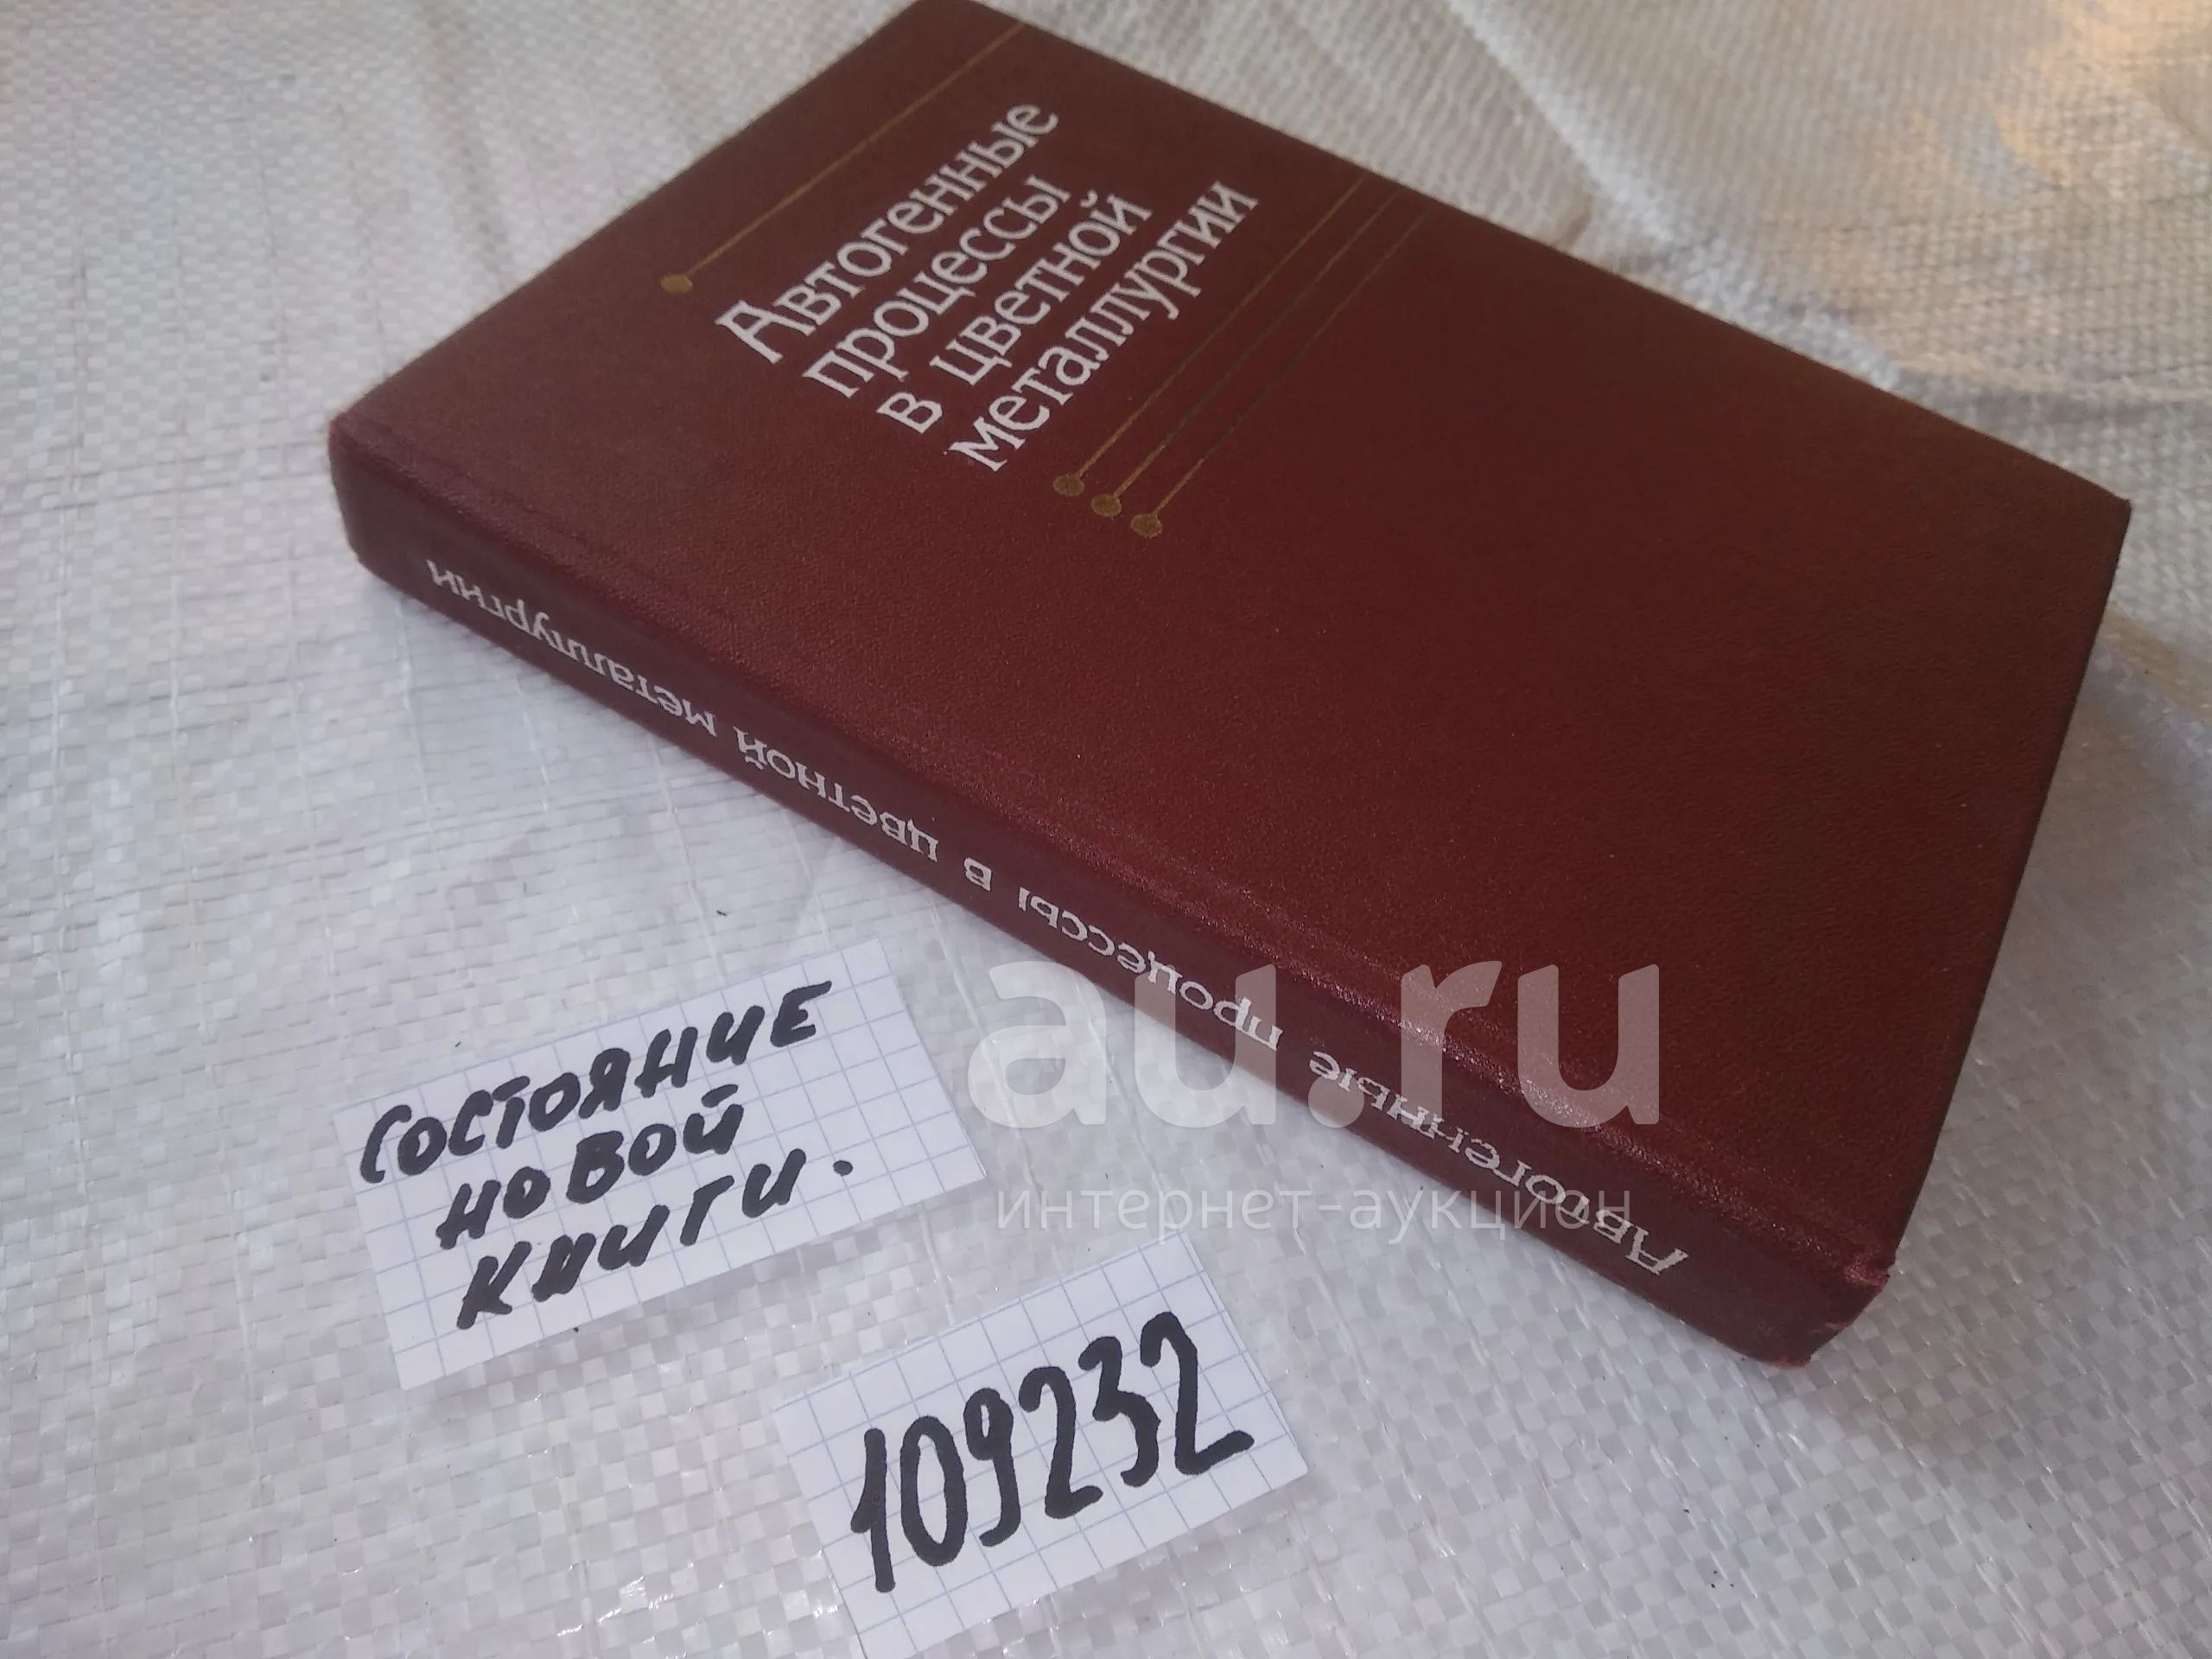 Автогенные
процессы
в цветной
металлургии
Автогенные процессы в цветной металлургии
au.ru
интернет-аукцион
СОСТОЯНИЕ
НОВОЙ
КНИГИ.
109232